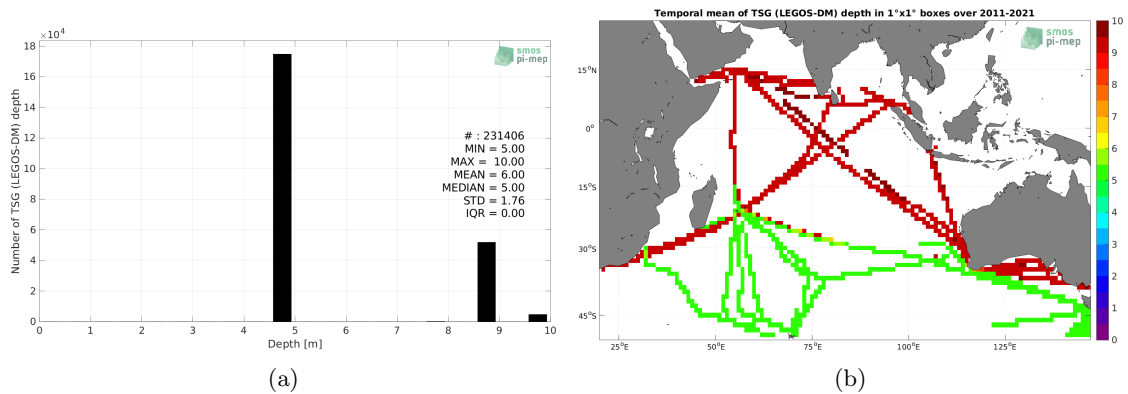 ×10⁴
18
16
14
12
10
8
6
4
2
0
Number of TSG (LEGOS-DM) depth
smos
pi-mep
# : 231406
MIN = 5.00
MAX = 10.00
MEAN = 6.00
MEDIAN = 5.00
STD = 1.76
IQR = 0.00
0 1 2 3 4 5 6 7 8 9 10
Depth [m]
(a)
Temporal mean of TSG (LEGOS-DM) depth in 1°x1° boxes over 2011-2021
smos
pi-mep
15°N
0°
15°S
30°S
45°S
25°E 50°E 75°E 100°E 125°E
10
9
8
7
6
5
4
3
2
1
0
(b)